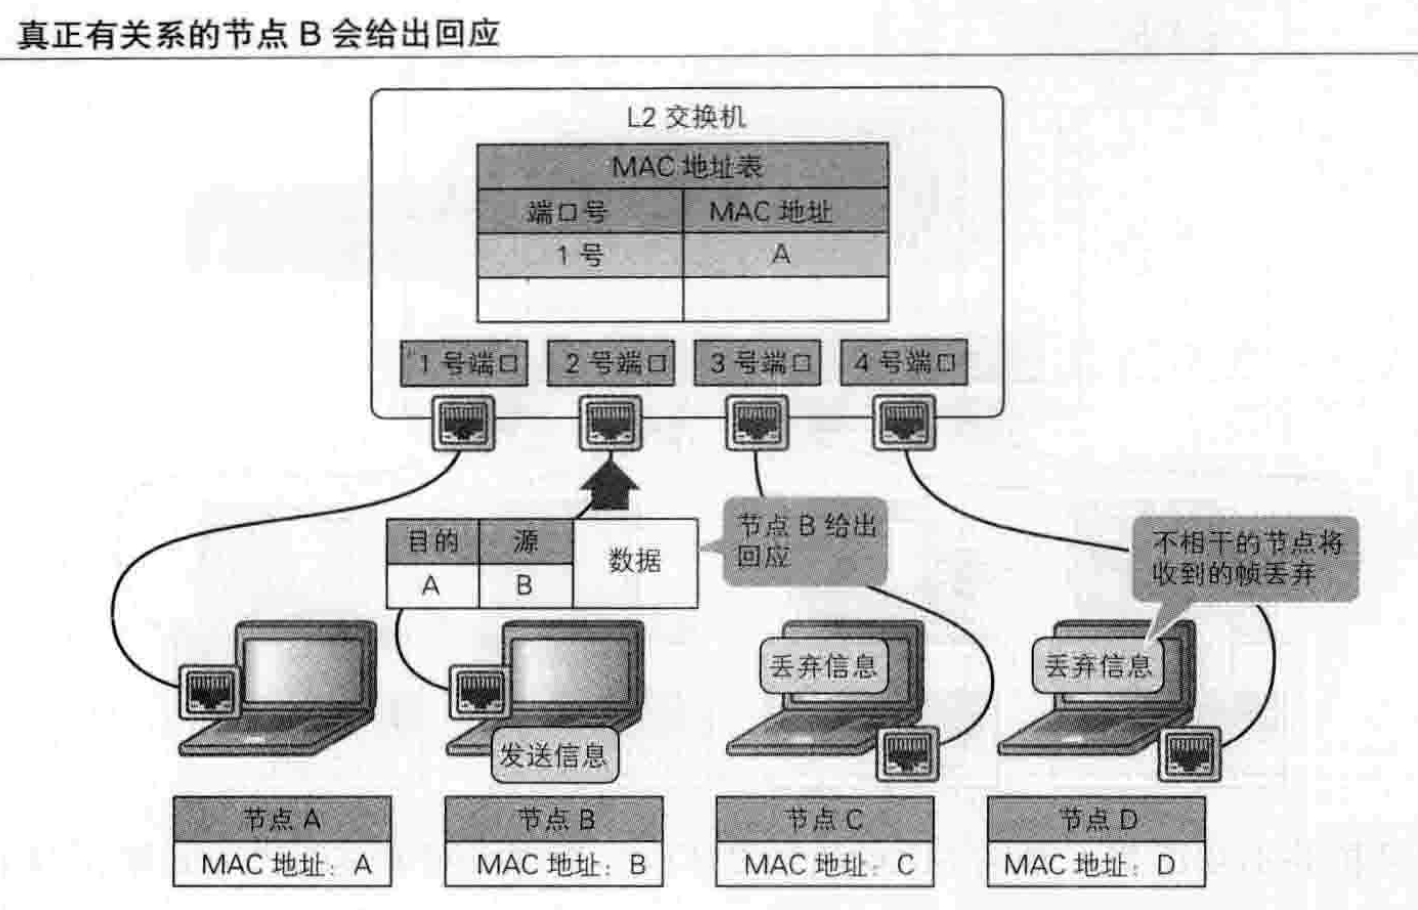 真正有关系的节点 B 会给出回应
L2 交换机
MAC 地址表
端口号 MAC 地址
1 号 A
1 号端口 2 号端口 3 号端口 4 号端口
目的 源 数据
A B
节点 B 给出
回应
不相干的节点将
收到的帧丢弃
丢弃信息 丢弃信息
发送信息
节点 A 节点 B 节点 C 节点 D
MAC 地址：A MAC 地址：B MAC 地址：C MAC 地址：D